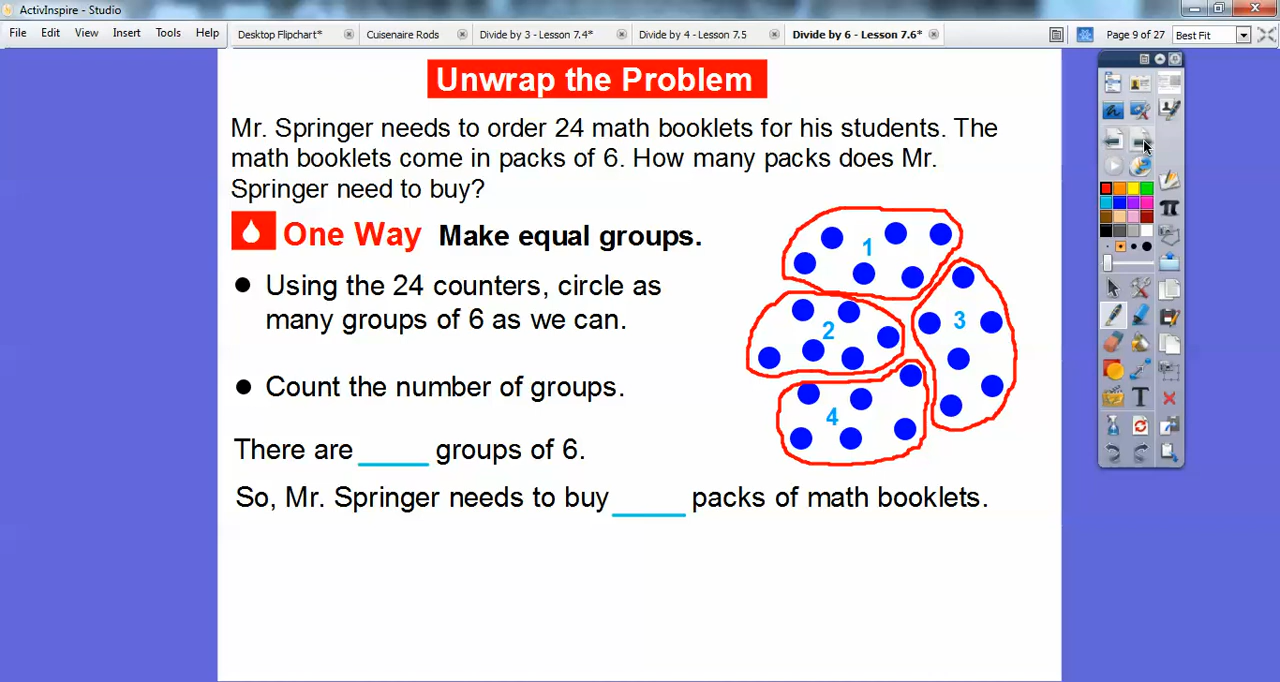 ActivInspire - Studio
File Edit View Insert Tools Help
Desktop Flipchart* Cuisenaire Rods Divide by 3 - Lesson 7.4* Divide by 4 - Lesson 7.5 Divide by 6 - Lesson 7.6* Page 9 of 27 Best Fit
Unwrap the Problem
Mr. Springer needs to order 24 math booklets for his students. The
math booklets come in packs of 6. How many packs does Mr.
Springer need to buy?
One Way Make equal groups.
● Using the 24 counters, circle as
many groups of 6 as we can.
● Count the number of groups.
There are _____ groups of 6.
So, Mr. Springer needs to buy _____ packs of math booklets.
1
2
3
4